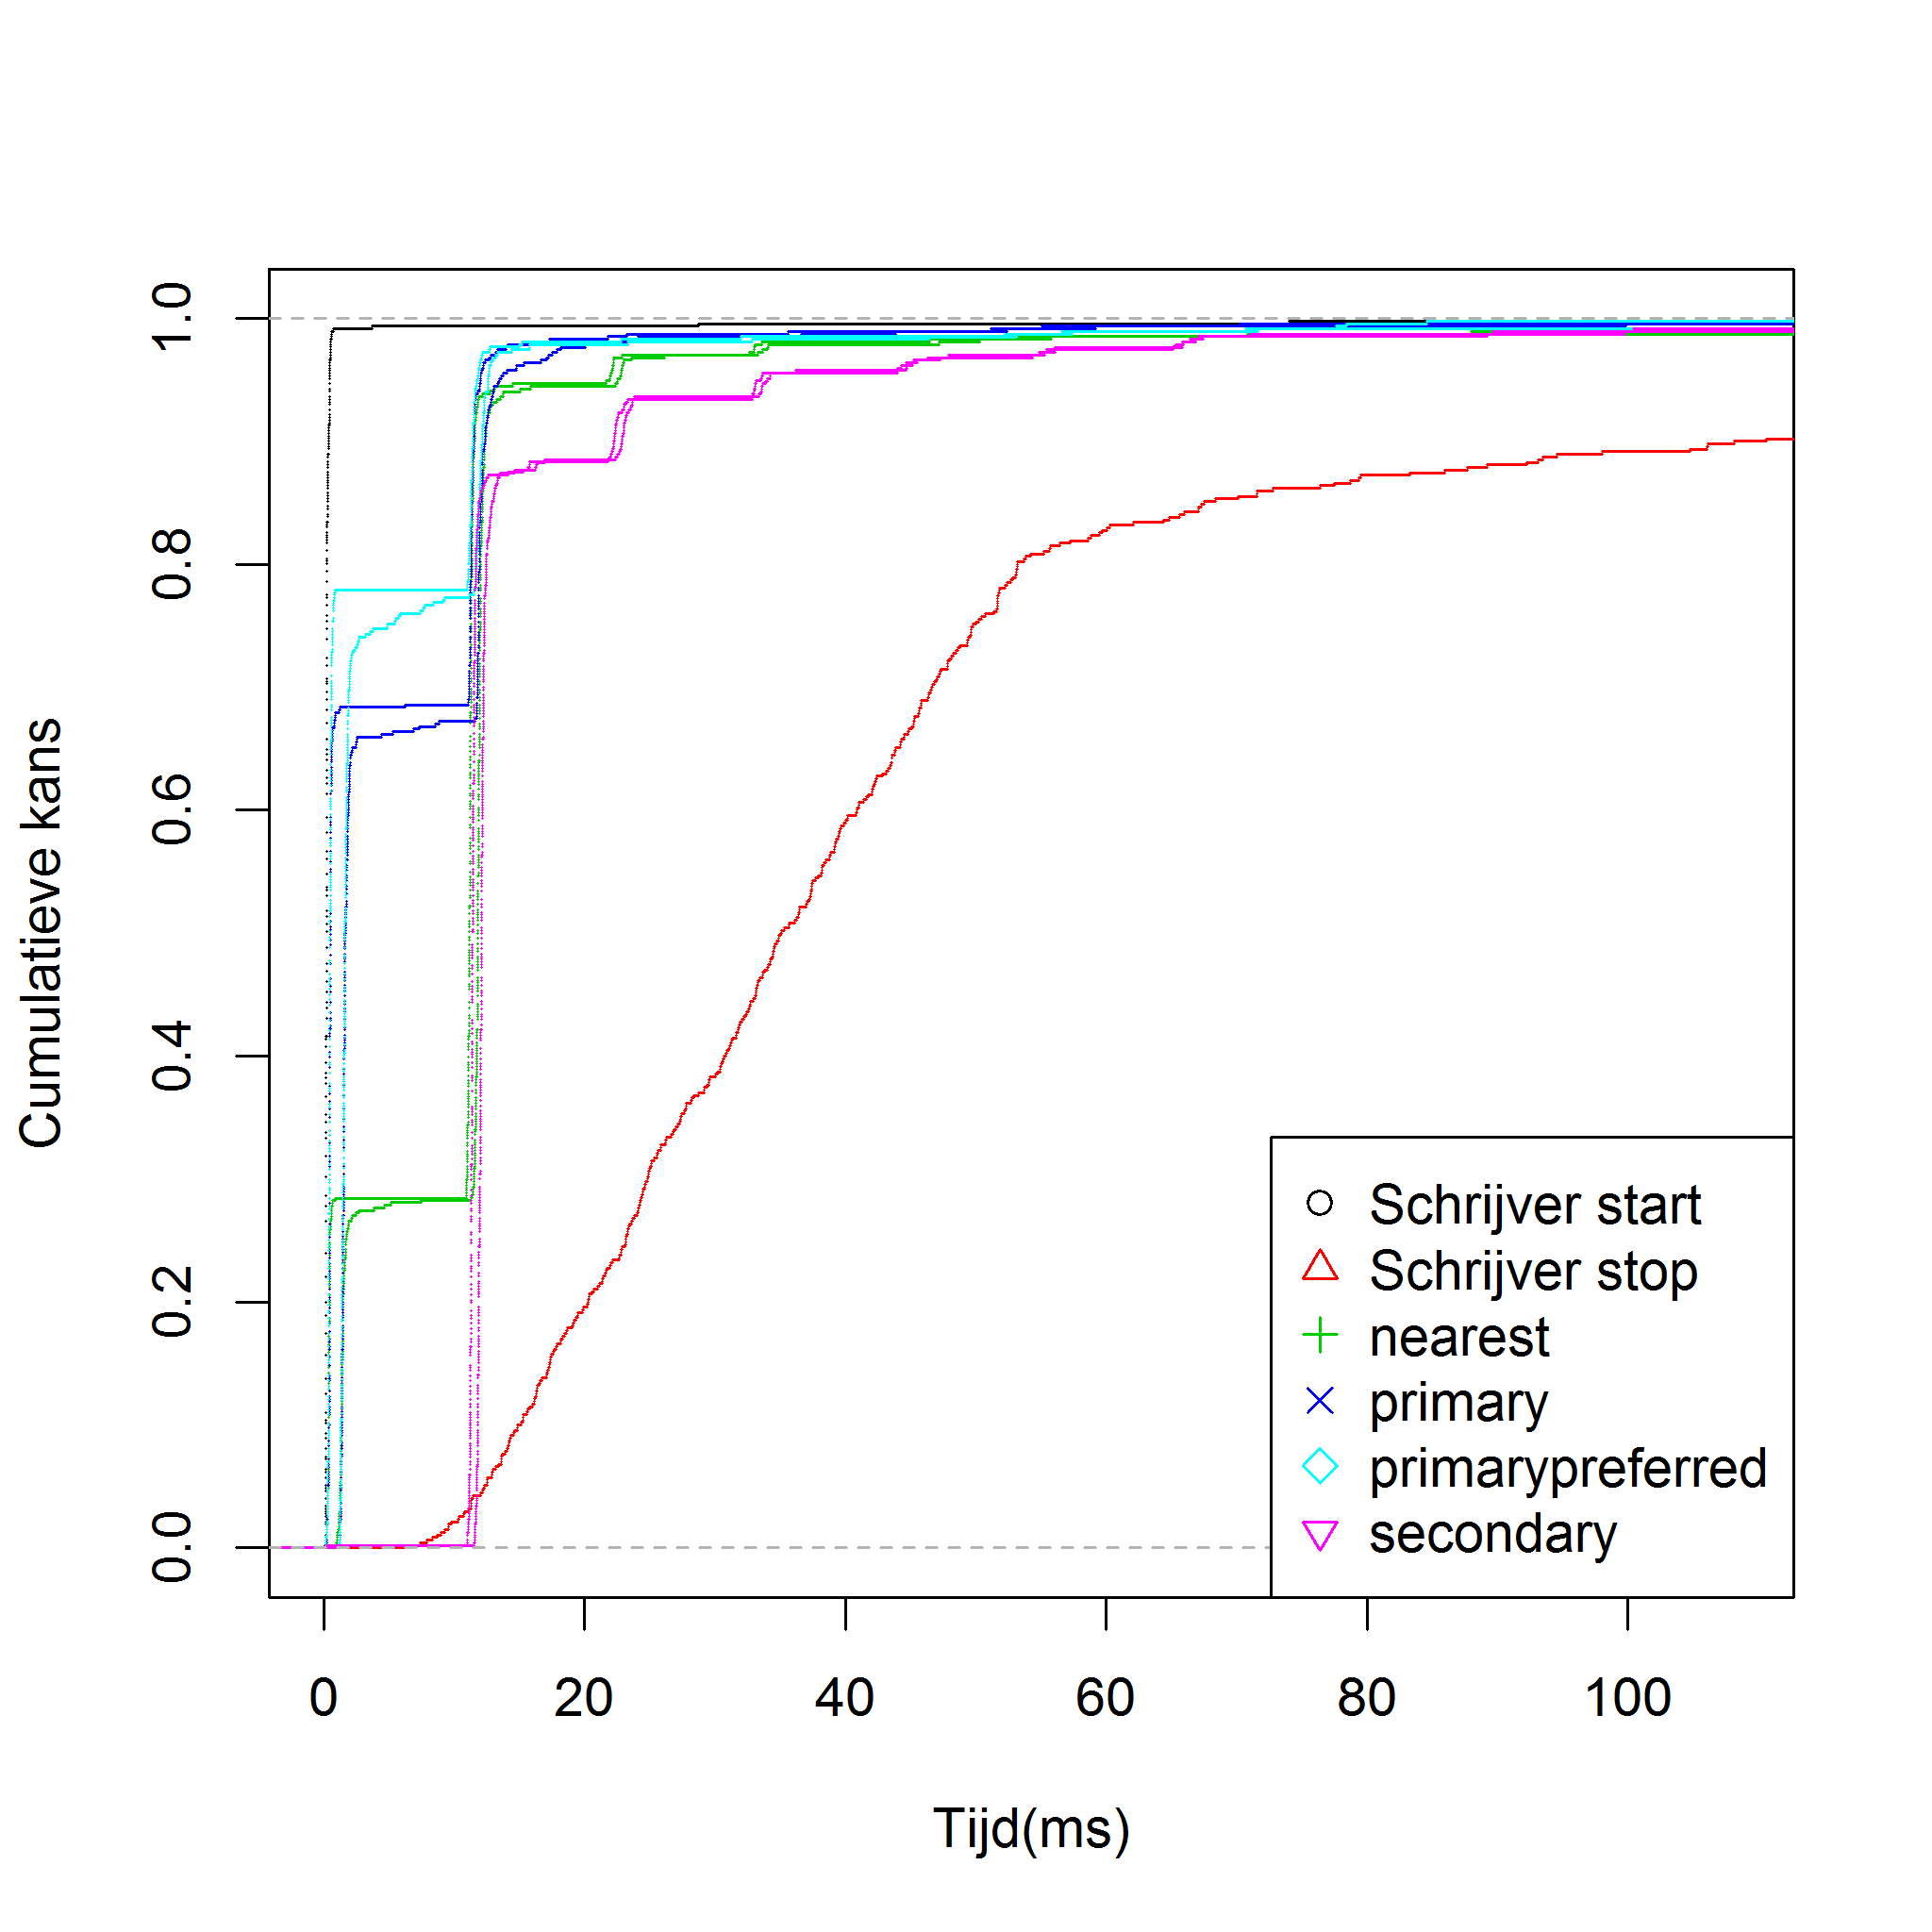 Cumulatieve kans
1.0
0.8
0.6
0.4
0.2
0.0
0 20 40 60 80 100
Tijd(ms)
Schrijver start
Schrijver stop
nearest
primary
primarypreferred
secondary